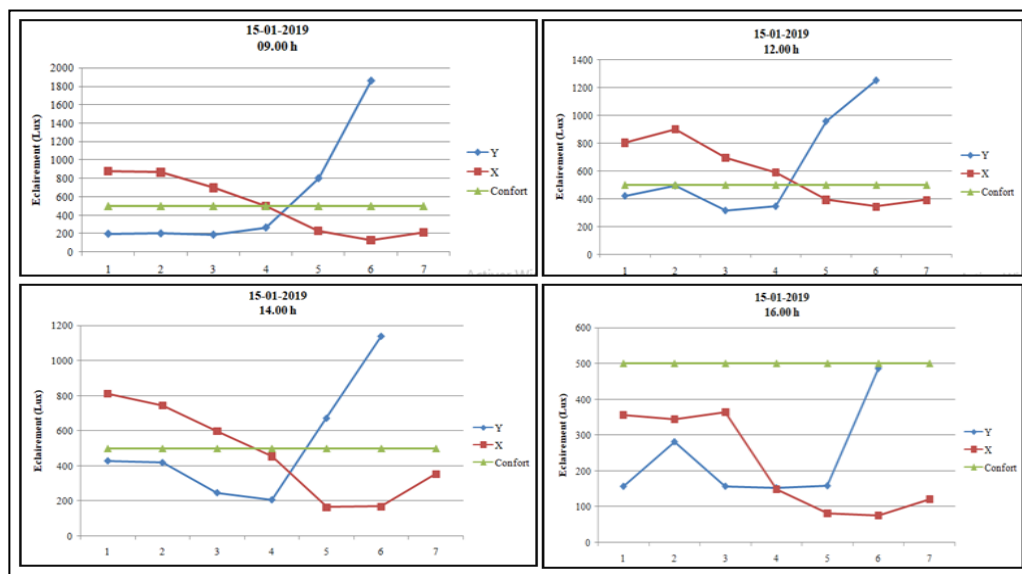 15-01-2019
09.00 h
Eclairement (Lux)
2000
1800
1600
1400
1200
1000
800
600
400
200
0
1 2 3 4 5 6 7
Y
X
Confort
15-01-2019
12.00 h
Eclairement (Lux)
1400
1200
1000
800
600
400
200
0
1 2 3 4 5 6 7
Y
X
Confort
15-01-2019
14.00 h
Eclairement (Lux)
1200
1000
800
600
400
200
0
1 2 3 4 5 6 7
Y
X
Confort
15-01-2019
16.00 h
Eclairement (Lux)
600
500
400
300
200
100
0
1 2 3 4 5 6 7
Y
X
Confort